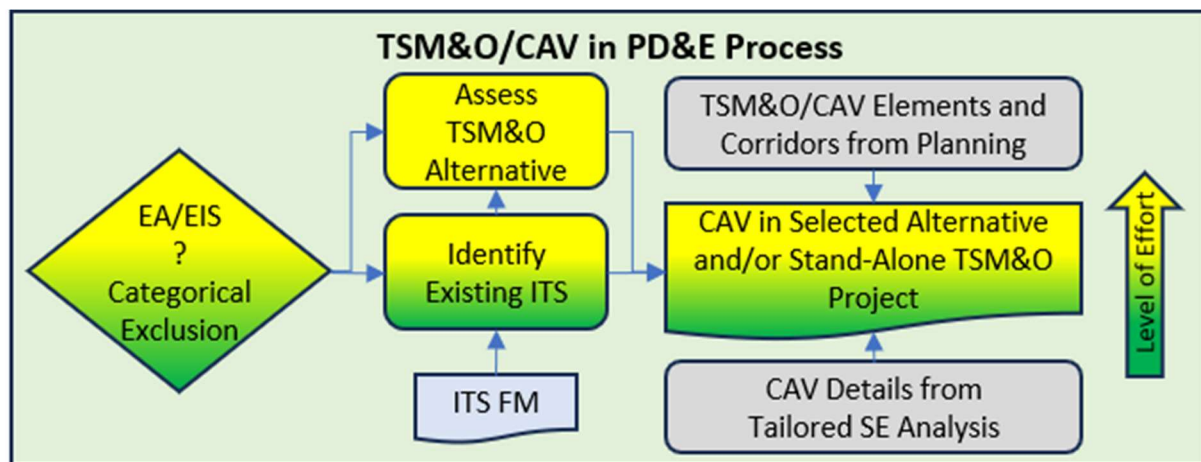 TSM&O/CAV in PD&E Process
EA/EIS
?
Categorical
Exclusion
Assess
TSM&O
Alternative
Identify
Existing ITS
ITS FM
TSM&O/CAV Elements and
Corridors from Planning
CAV in Selected Alternative
and/or Stand-Alone TSM&O
Project
CAV Details from
Tailored SE Analysis
Level of Effort